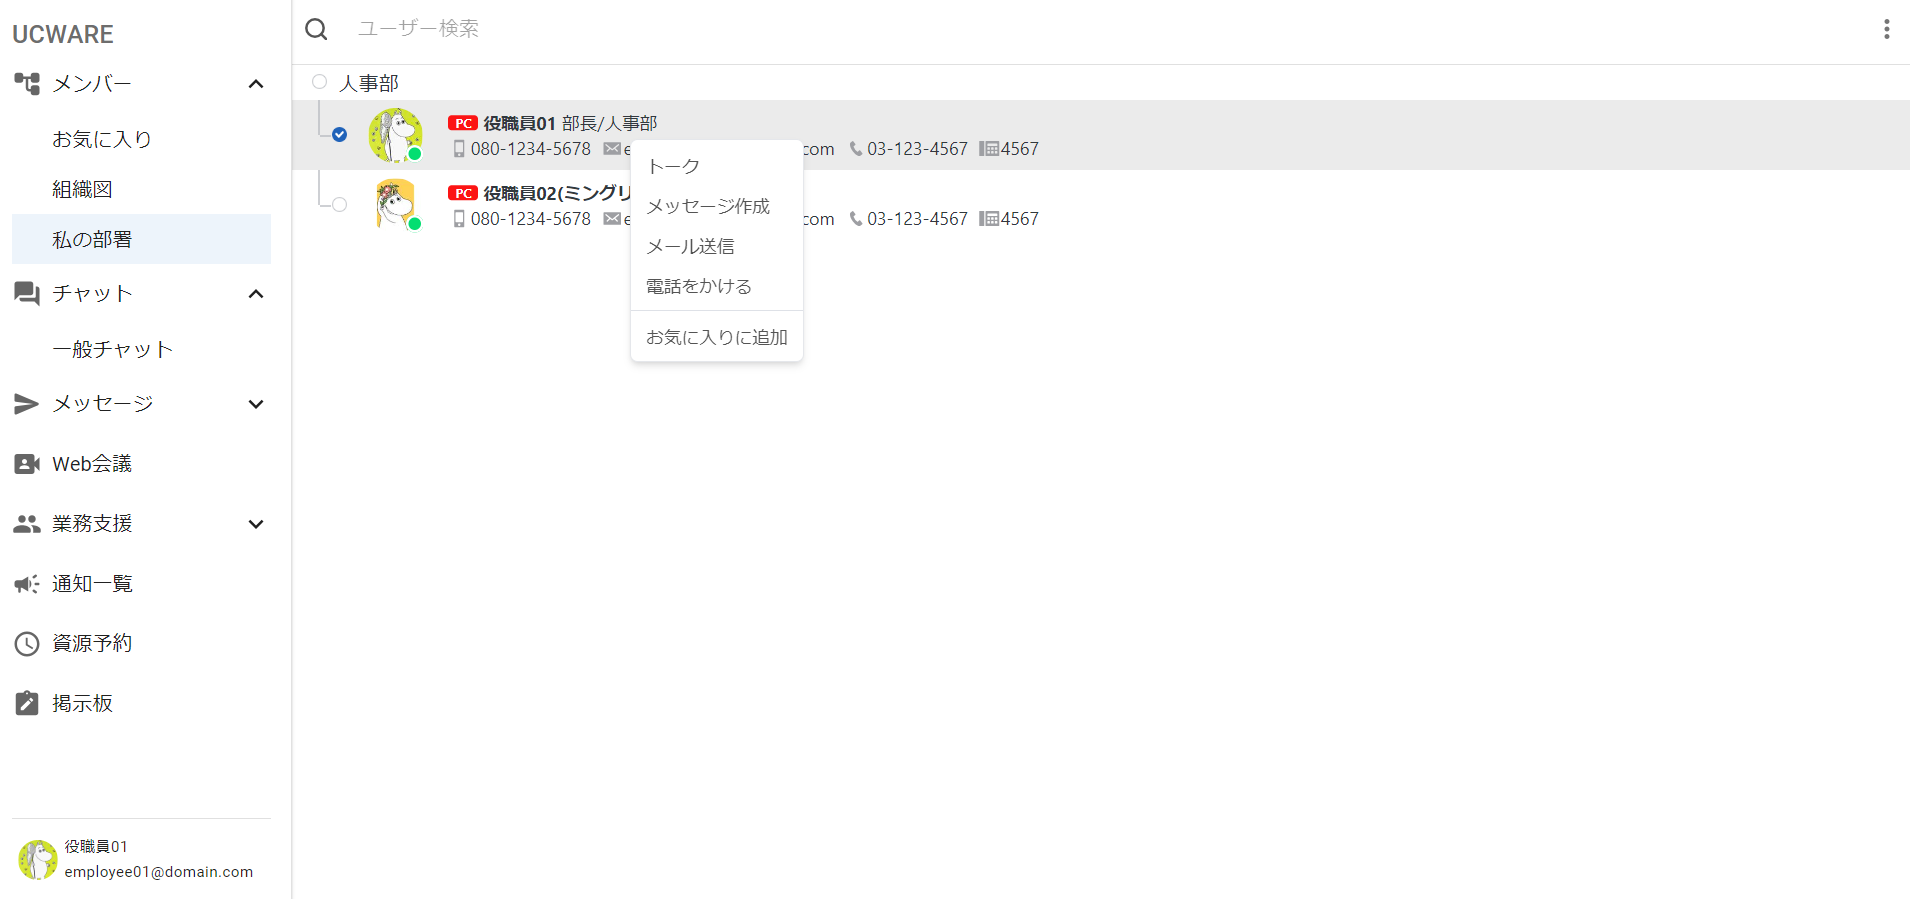 UCWARE
メンバー
お気に入り
組織図
私の部署
チャット
一般チャット
メッセージ
Web会議
業務支援
通知一覧
資源予約
掲示板
役職員01
employee01@domain.com
ユーザー検索
人事部
PC 役職員01 部長/人事部
080-1234-5678 e com 03-123-4567 4567
PC 役職員02(ミングリ
080-1234-5678 e com 03-123-4567 4567
トーク
メッセージ作成
メール送信
電話をかける
お気に入りに追加